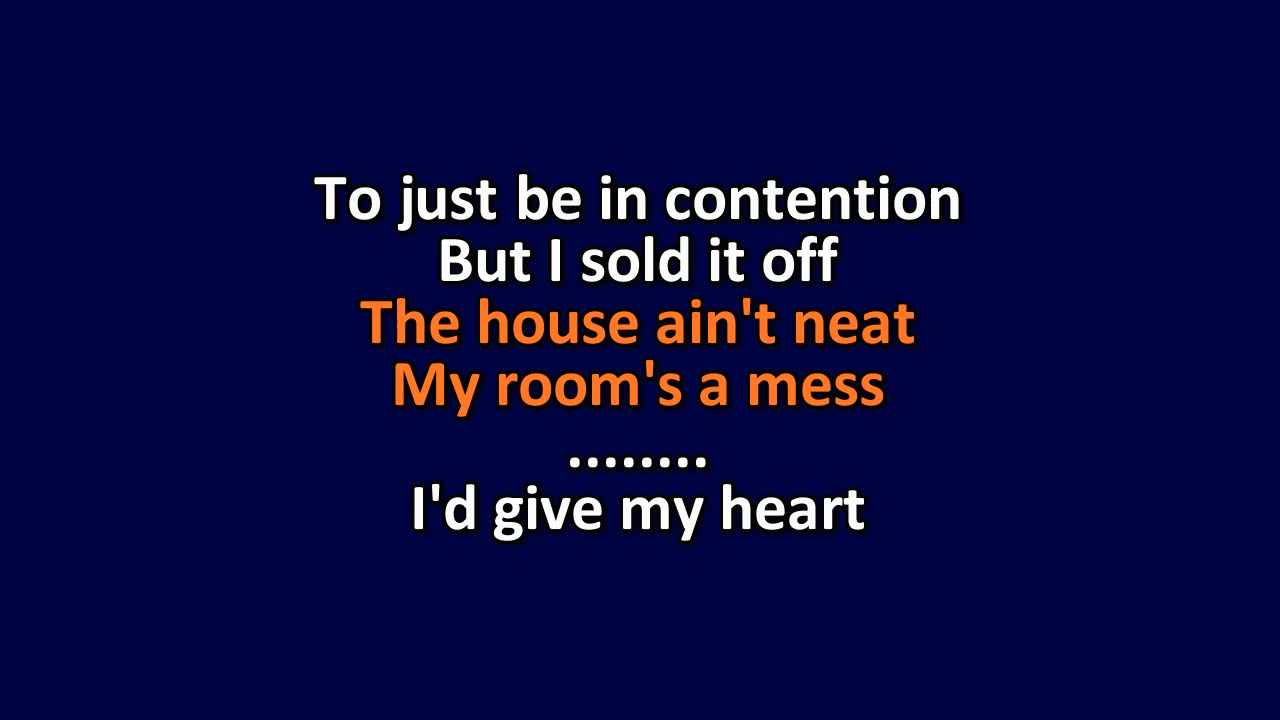 To just be in contention
But I sold it off
The house ain't neat
My room's a mess
........
I'd give my heart